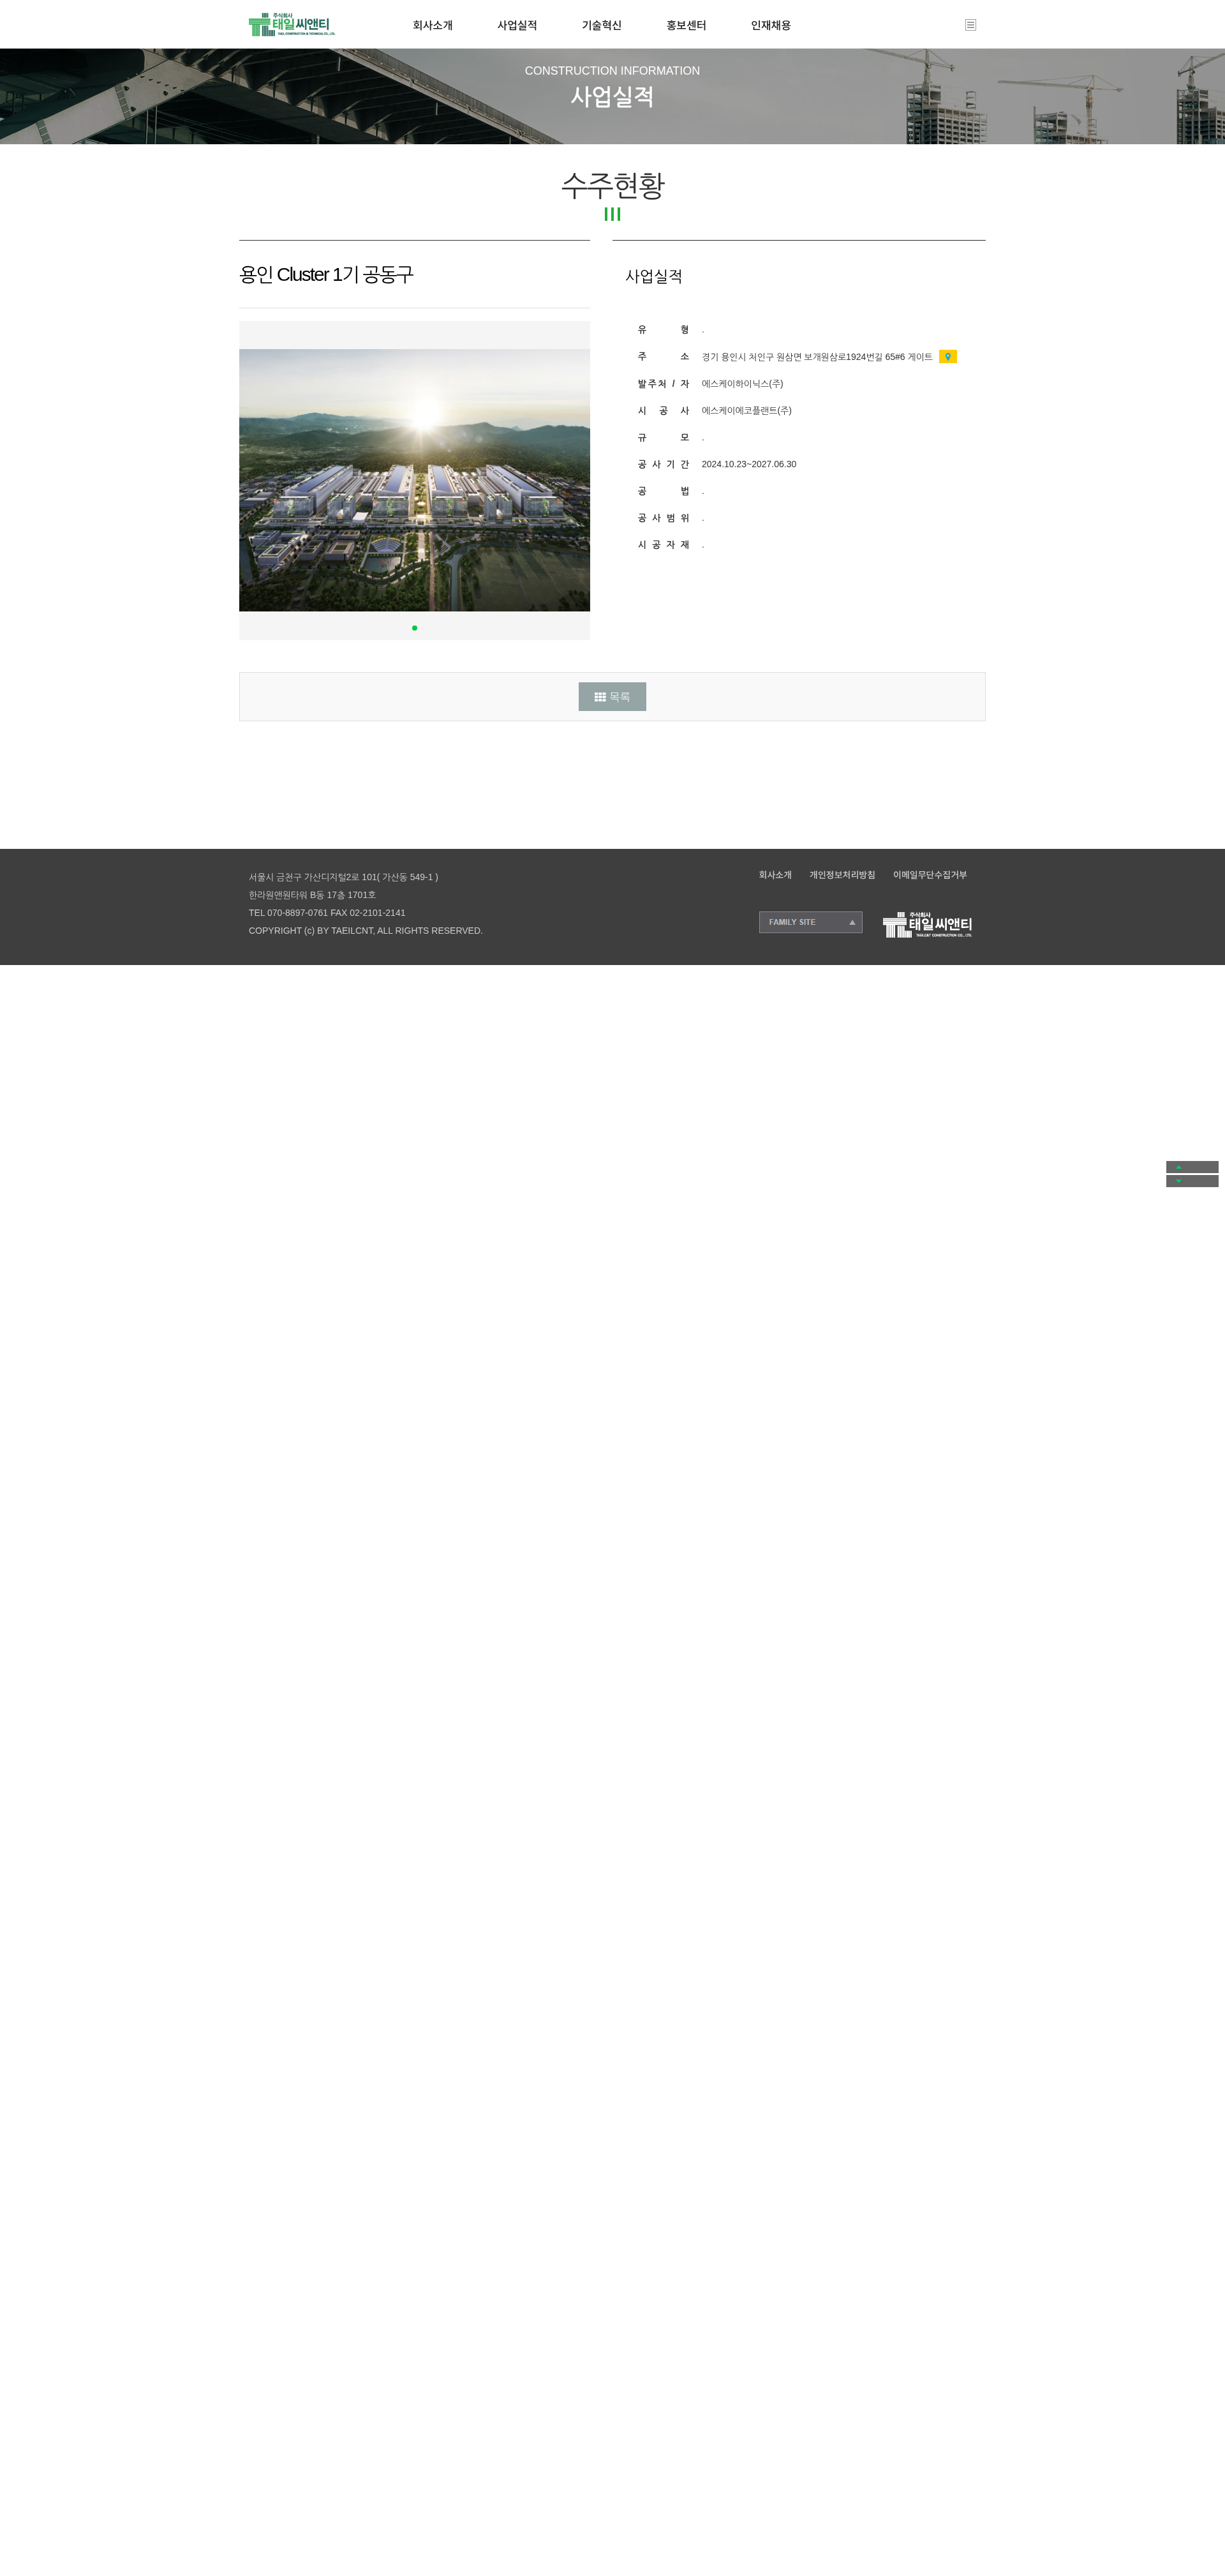 주식회사
태일씨앤티
TAEIL CONSTRUCTION & TECHNICAL CO., LTD.
회사소개 사업실적 기술혁신 홍보센터 인재채용
CONSTRUCTION INFORMATION
사업실적
수주현황
용인 Cluster 1기 공동구
사업실적
유 형 .
주 소 경기 용인시 처인구 원삼면 보개원삼로1924번길 65#6 게이트
발주처 / 자 에스케이하이닉스(주)
시 공 사 에스케이에코플랜트(주)
규 모 .
공 사 기 간 2024.10.23~2027.06.30
공 법 .
공 사 범 위 .
시 공 자 재 .
목록
서울시 금천구 가산디지털2로 101( 가산동 549-1 )
한라원앤원타워 B동 17층 1701호
TEL 070-8897-0761 FAX 02-2101-2141
COPYRIGHT (c) BY TAEILCNT, ALL RIGHTS RESERVED.
회사소개 개인정보처리방침 이메일무단수집거부
FAMILY SITE
주식회사
태일씨앤티